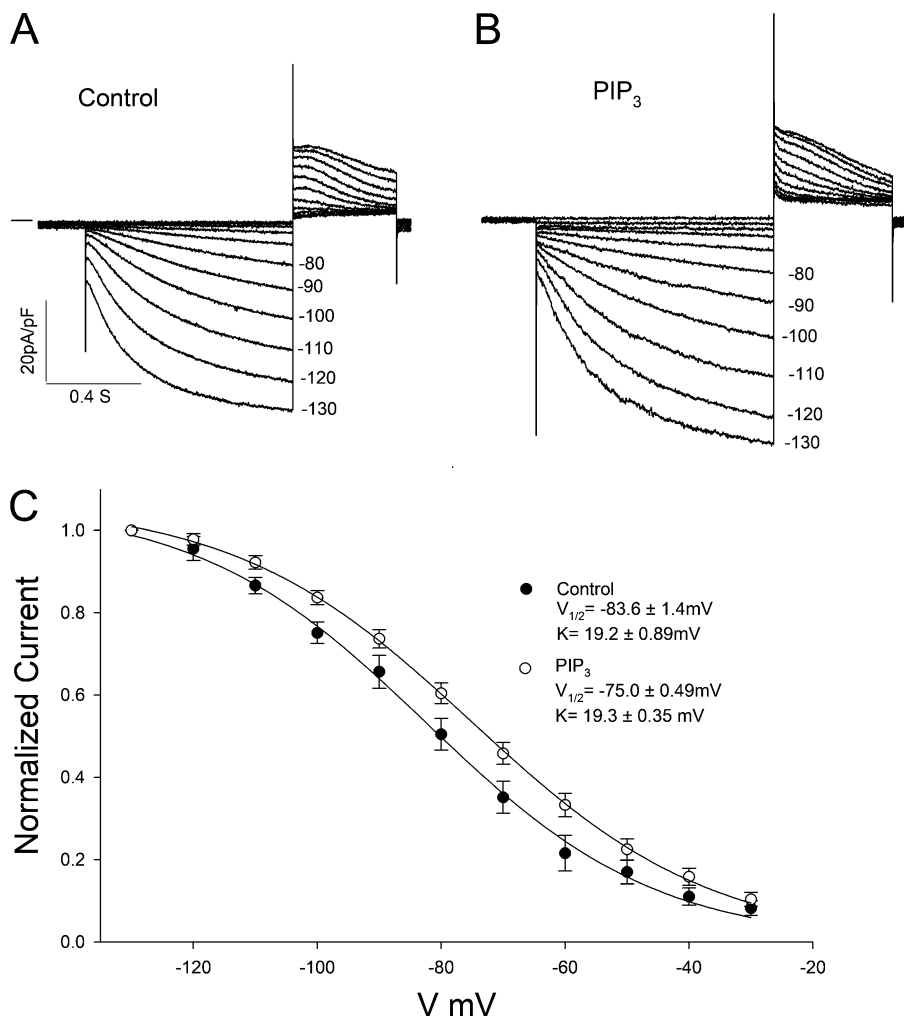 A
B
Control
PIP3
-80
-90
-100
-110
-120
-130
20pA/pF
0.4 S
-80
-90
-100
-110
-120
-130
C
Normalized Current
1.0
0.8
0.6
0.4
0.2
0.0
Control
V1/2= -83.6 ± 1.4mV
K= 19.2 ± 0.89mV
PIP3
V1/2= -75.0 ± 0.49mV
K= 19.3 ± 0.35 mV
-120
-100
-80
-60
-40
-20
V mV